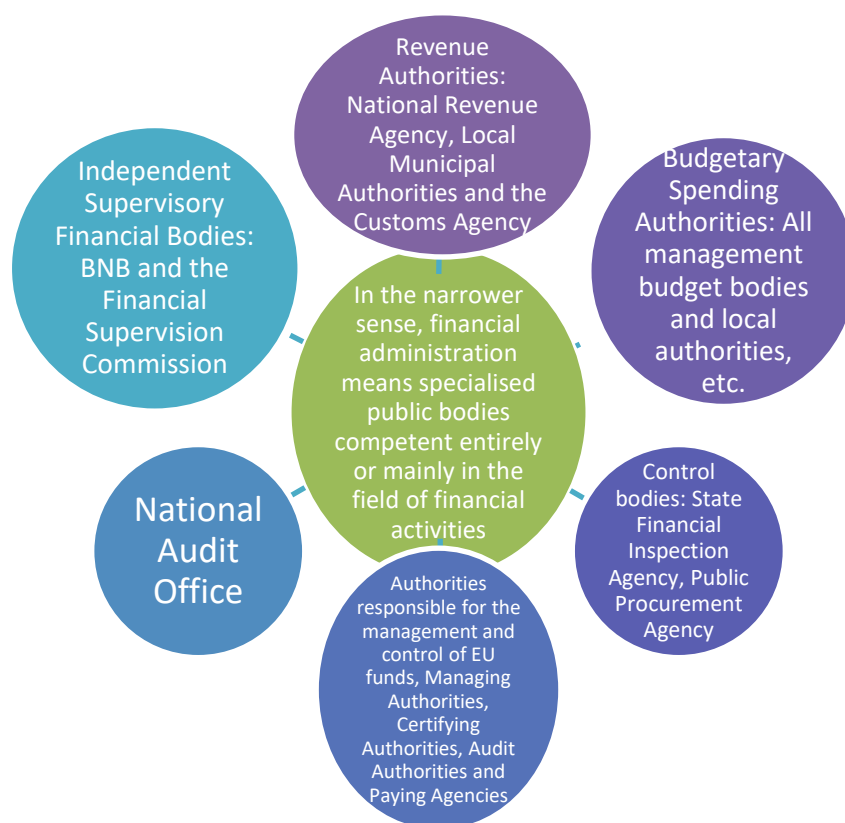 Revenue
Authorities:
National Revenue
Agency, Local
Municipal
Authorities and the
Customs Agency
Budgetary
Spending
Authorities: All
management
budget bodies
and local
authorities,
etc.
Control
bodies: State
Financial
Inspection
Agency, Public
Procurement
Agency
Authorities
responsible for the
management and
control of EU
funds, Managing
Authorities,
Certifying
Authorities, Audit
Authorities and
Paying Agencies
National
Audit
Office
Independent
Supervisory
Financial Bodies:
BNB and the
Financial
Supervision
Commission
In the narrower
sense, financial
administration
means specialised
public bodies
competent entirely
or mainly in the
field of financial
activities